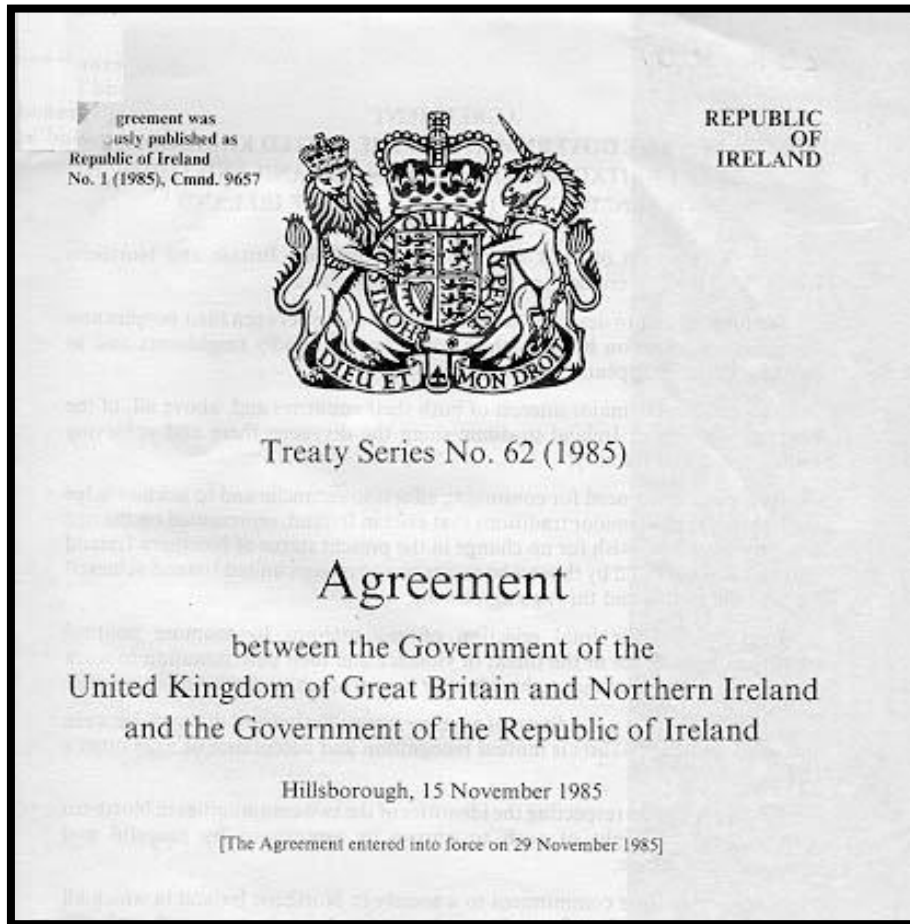 greement was
ously published as
Republic of Ireland
No. 1 (1985), Cmnd. 9657
REPUBLIC
OF
IRELAND
DIEU ET MON DROIT
Treaty Series No. 62 (1985)
Agreement
between the Government of the
United Kingdom of Great Britain and Northern Ireland
and the Government of the Republic of Ireland
Hillsborough, 15 November 1985
[The Agreement entered into force on 29 November 1985]